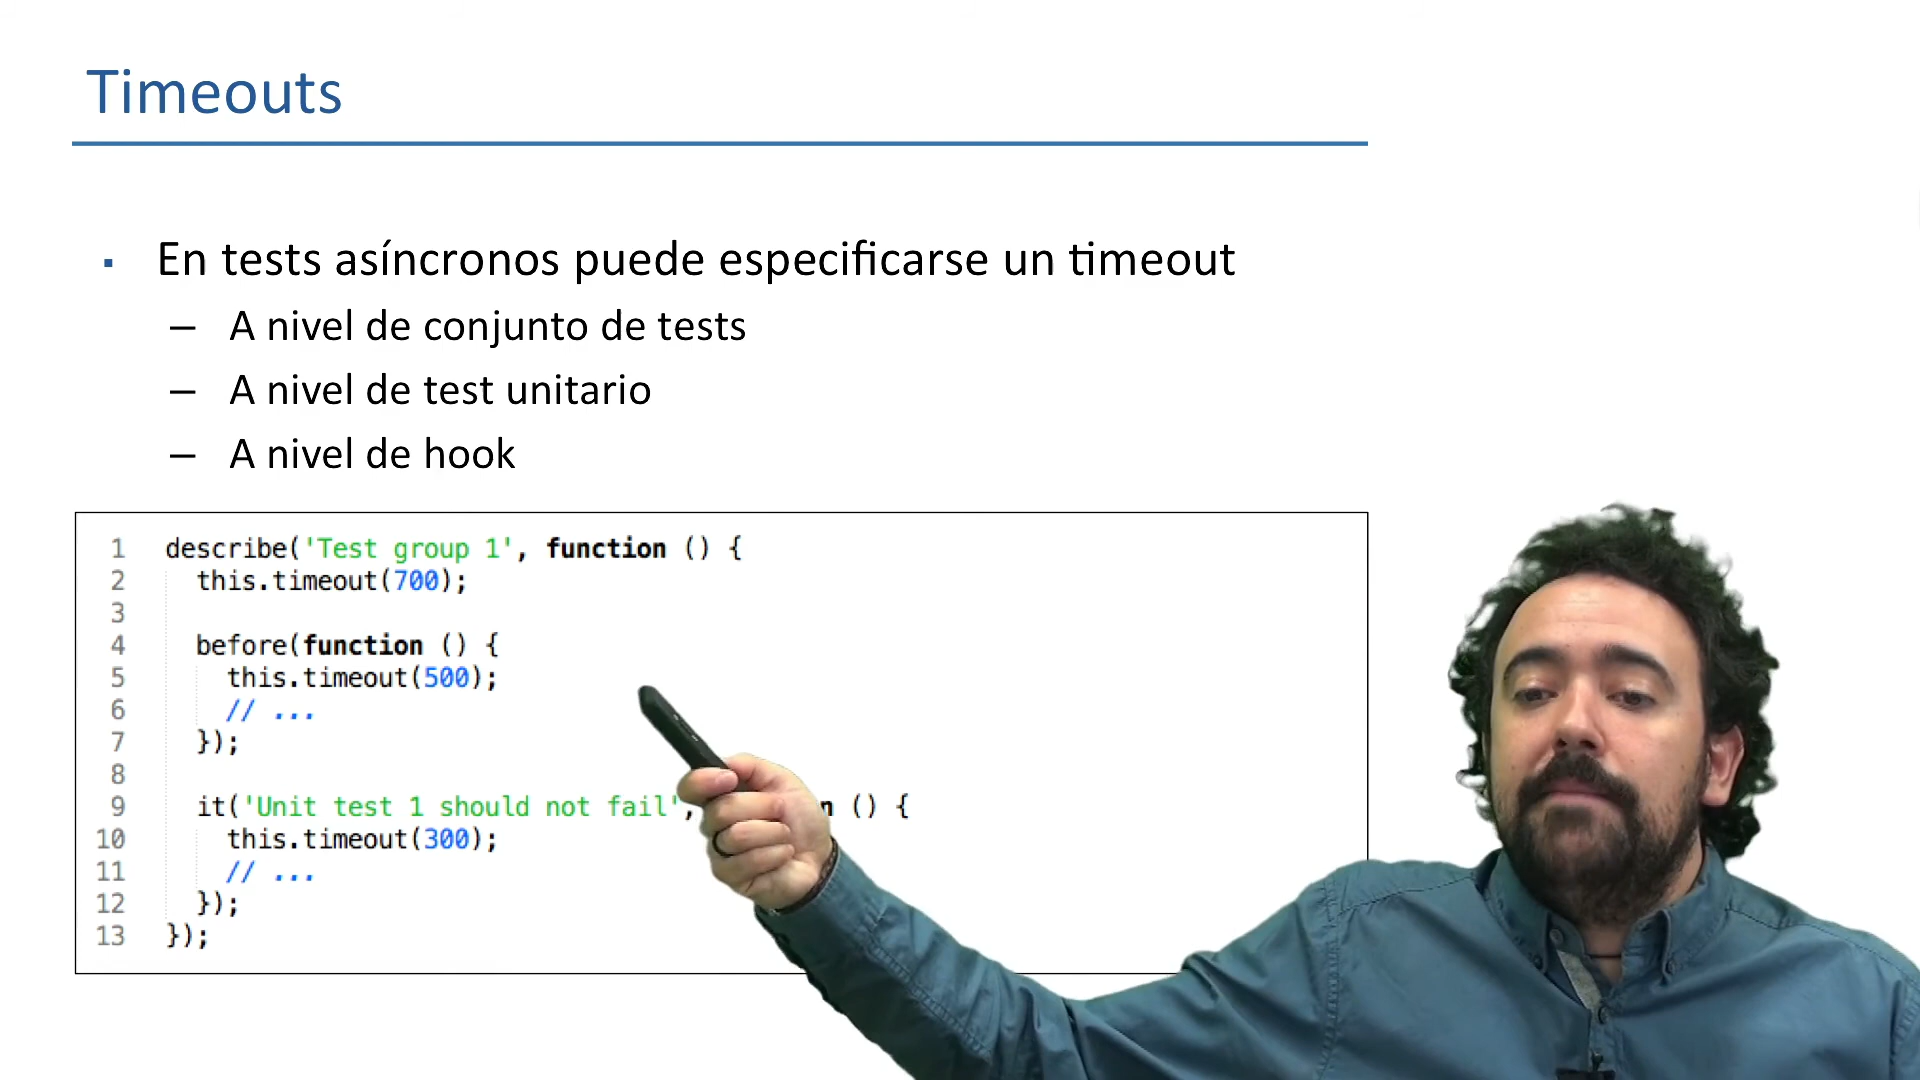 Timeouts
▪ En tests asíncronos puede especificarse un timeout
– A nivel de conjunto de tests
– A nivel de test unitario
– A nivel de hook
1 describe('Test group 1', function () {
2 this.timeout(700);
3
4 before(function () {
5 this.timeout(500);
6 // ...
7 });
8
9 it('Unit test 1 should not fail', n () {
10 this.timeout(300);
11 // ...
12 });
13 });